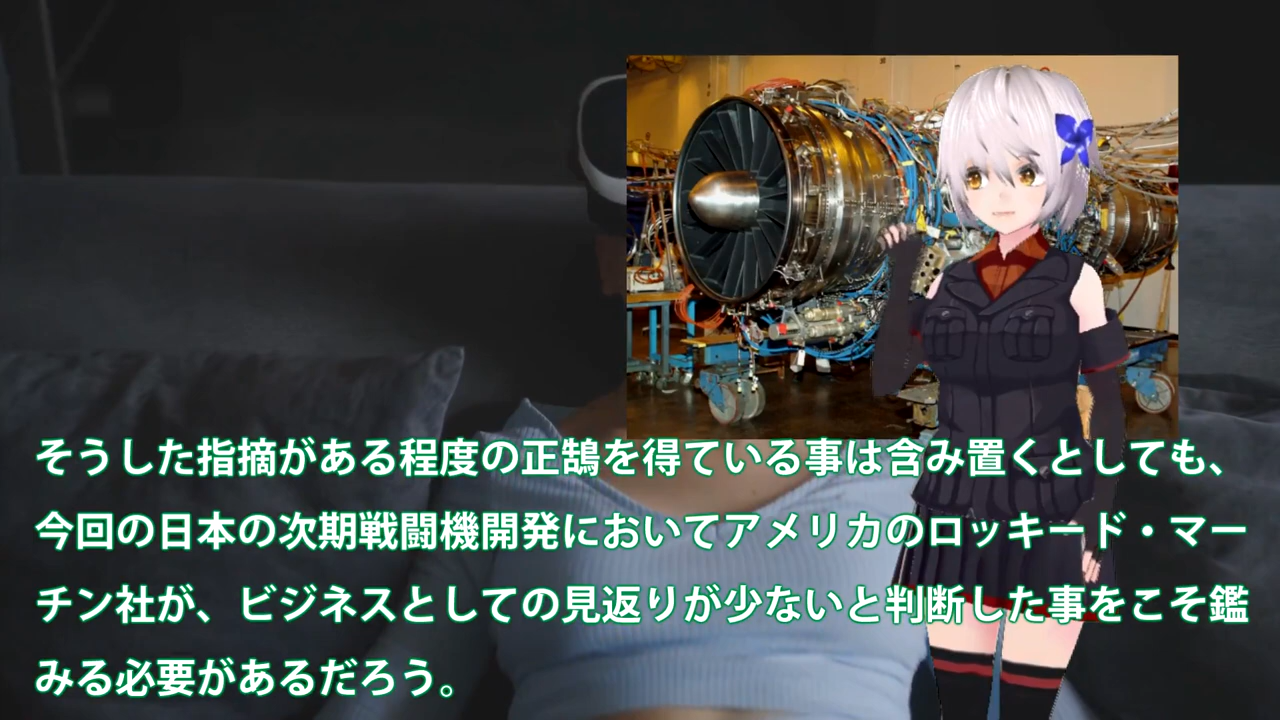 そうした指摘がある程度の正鵠を得ている事は含み置くとしても、
今回の日本の次期戦闘機開発においてアメリカのロッキード・マー
チン社が、ビジネスとしての見返りが少ないと判断した事をこそ鑑
みる必要があるだろう。